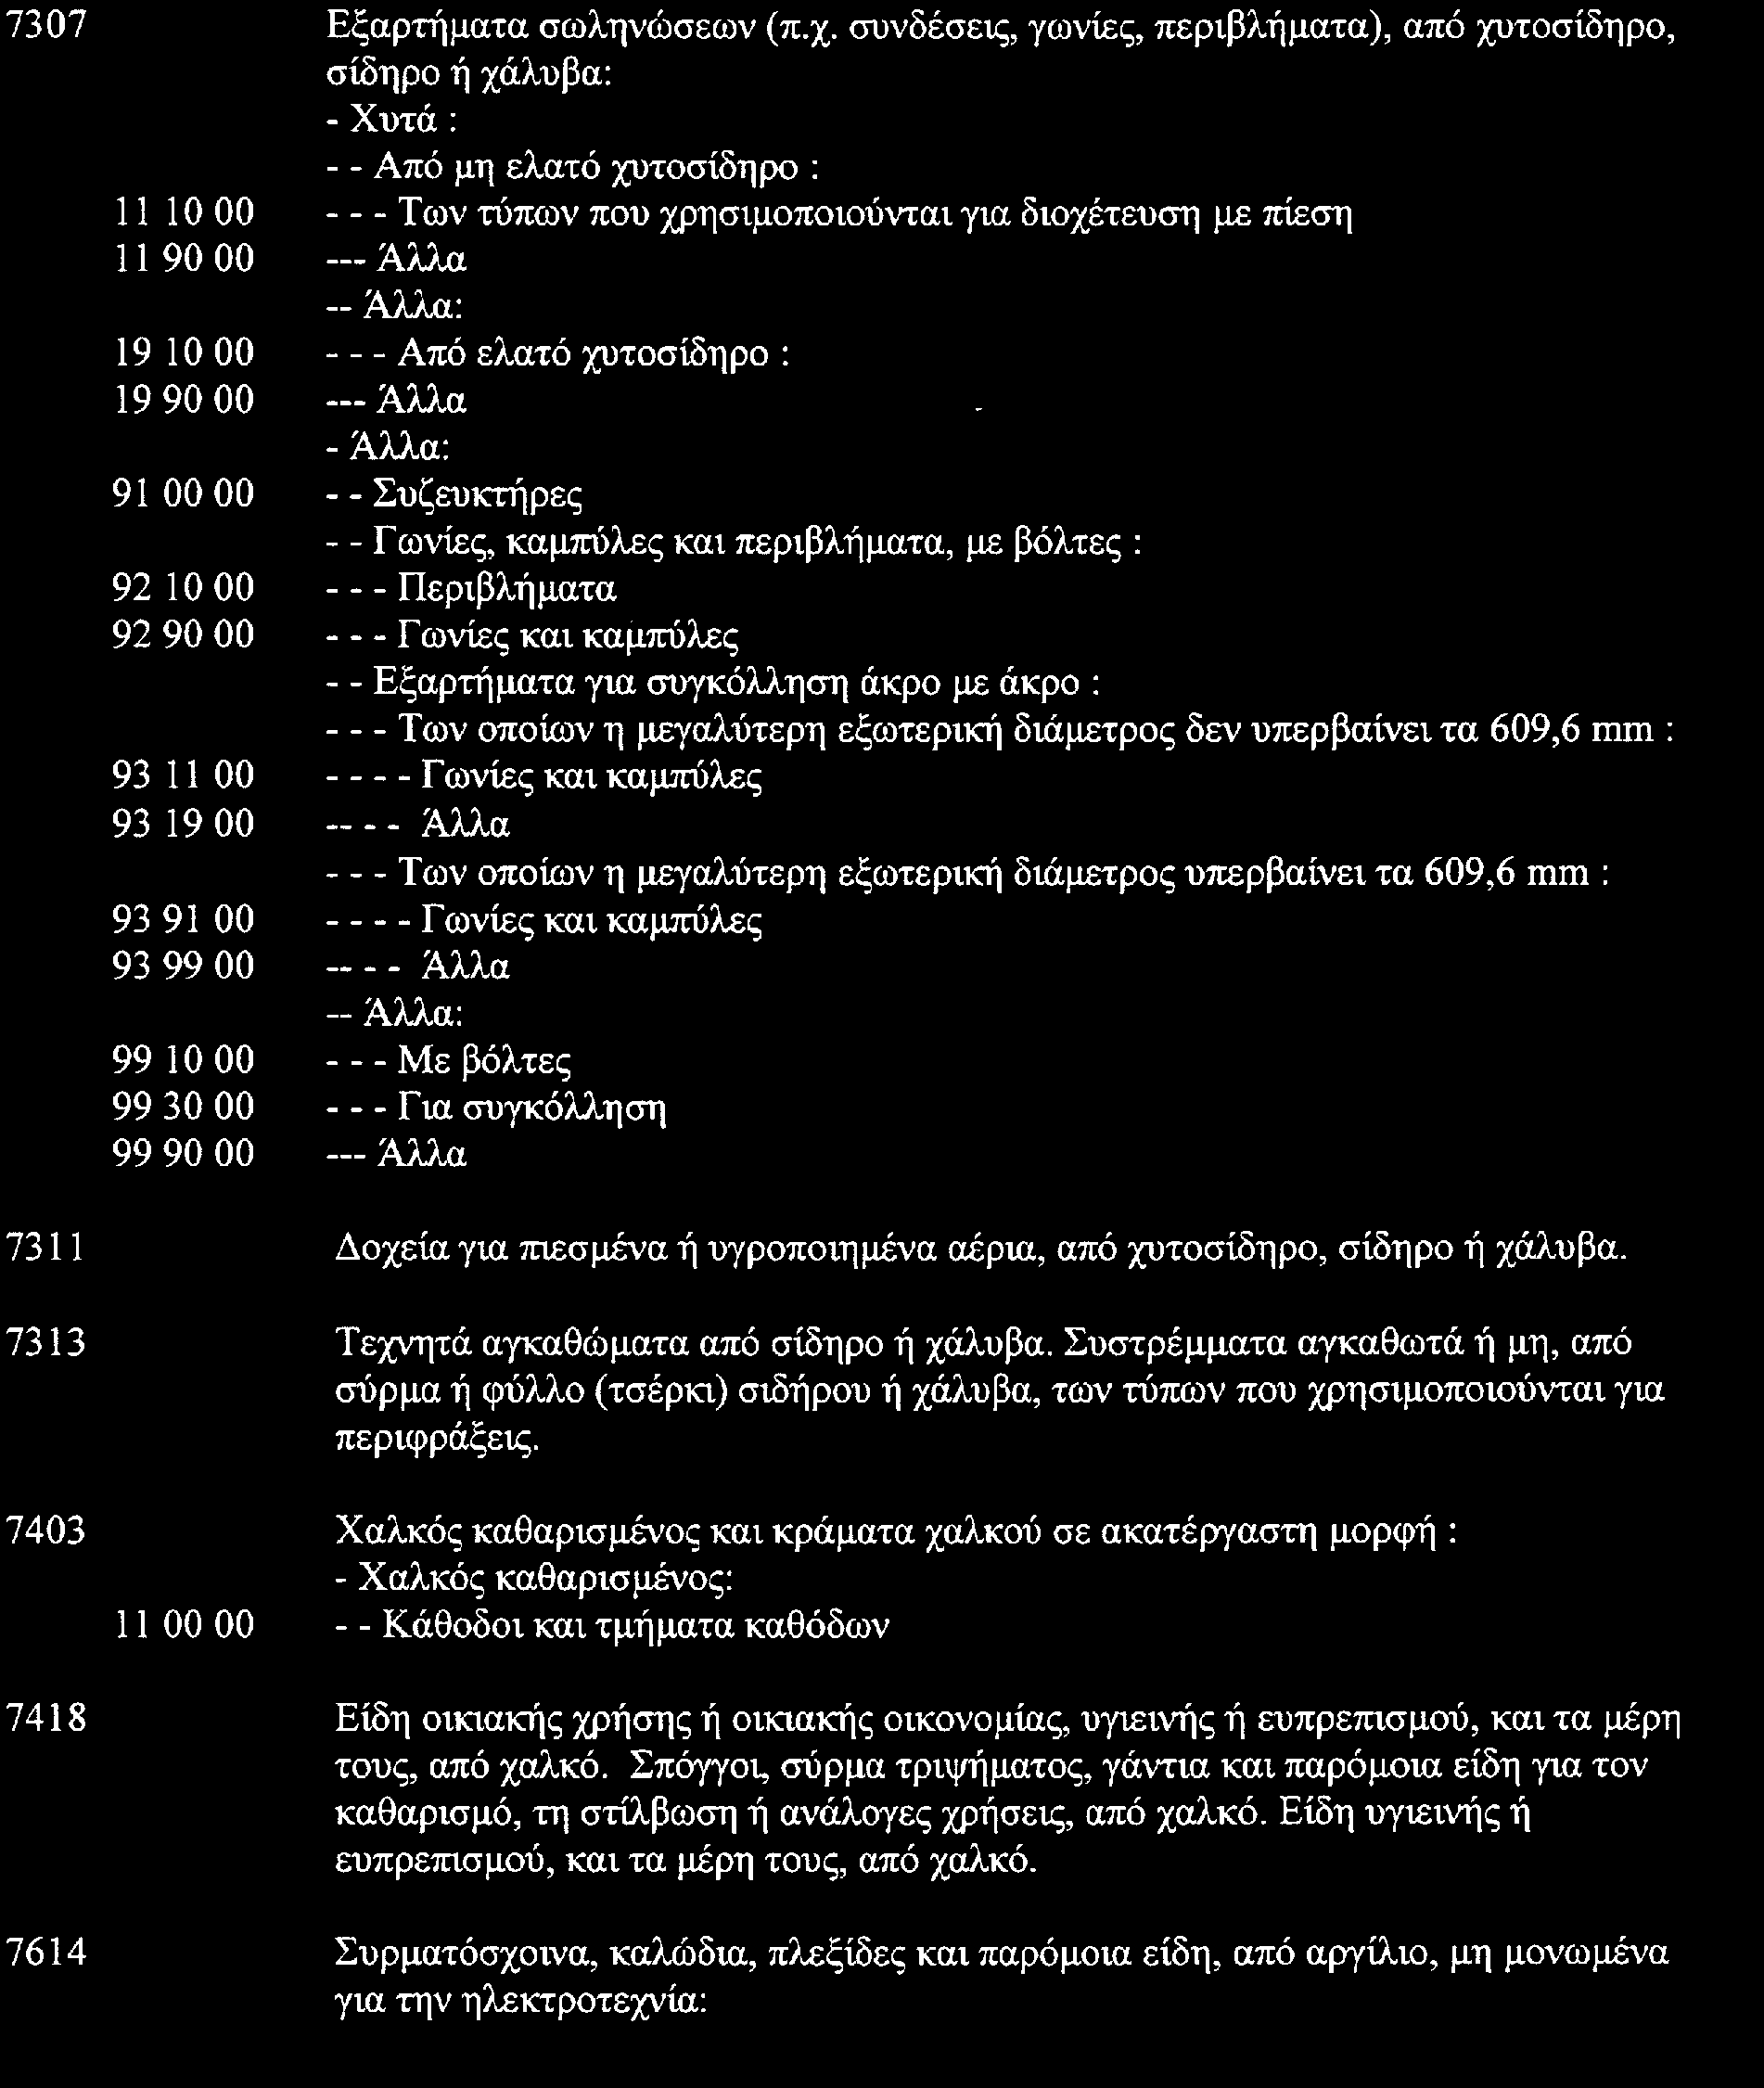 7307 Εξαρτήματα σωληνώσεων (π.χ. συνδέσεις, γωνίες, περιβλήματα), από χυτοσίδηρο,
σίδηρο ή χάλυβα:
- Χυτά :
- - Από μη ελατό χυτοσίδηρο :
11 10 00 - - - Των τύπων που χρησιμοποιούνται για διοχέτευση με πίεση
11 90 00 --- Άλλα
-- Άλλα:
19 10 00 - - - Από ελατό χυτοσίδηρο :
19 90 00 --- Άλλα
- Άλλα:
91 00 00 - - Συζευκτήρες
- - Γωνίες, καμπύλες και περιβλήματα, με βόλτες :
92 10 00 - - - Περιβλήματα
92 90 00 - - - Γωνίες και καμπύλες
- - Εξαρτήματα για συγκόλληση άκρο με άκρο :
- - - Των οποίων η μεγαλύτερη εξωτερική διάμετρος δεν υπερβαίνει τα 609,6 mm :
93 11 00 - - - - Γωνίες και καμπύλες
93 19 00 -- - - Άλλα
- - - Των οποίων η μεγαλύτερη εξωτερική διάμετρος υπερβαίνει τα 609,6 mm :
93 91 00 - - - - Γωνίες και καμπύλες
93 99 00 -- - - Άλλα
-- Άλλα:
99 10 00 - - - Με βόλτες
99 30 00 - - - Για συγκόλληση
99 90 00 --- Άλλα
7311 Δοχεία για πιεσμένα ή υγροποιημένα αέρια, από χυτοσίδηρο, σίδηρο ή χάλυβα.
7313 Τεχνητά αγκαθώματα από σίδηρο ή χάλυβα. Συστρέμματα αγκαθωτά ή μη, από
σύρμα ή φύλλο (τσέρκι) σιδήρου ή χάλυβα, των τύπων που χρησιμοποιούνται για
περιφράξεις.
7403 Χαλκός καθαρισμένος και κράματα χαλκού σε ακατέργαστη μορφή :
- Χαλκός καθαρισμένος:
11 00 00 - - Κάθοδοι και τμήματα καθόδων
7418 Είδη οικιακής χρήσης ή οικιακής οικονομίας, υγιεινής ή ευπρεπισμού, και τα μέρη
τους, από χαλκό. Σπόγγοι, σύρμα τριψήματος, γάντια και παρόμοια είδη για τον
καθαρισμό, τη στίλβωση ή ανάλογες χρήσεις, από χαλκό. Είδη υγιεινής ή
ευπρεπισμού, και τα μέρη τους, από χαλκό.
7614 Συρματόσχοινα, καλώδια, πλεξίδες και παρόμοια είδη, από αργίλιο, μη μονωμένα
για την ηλεκτροτεχνία: